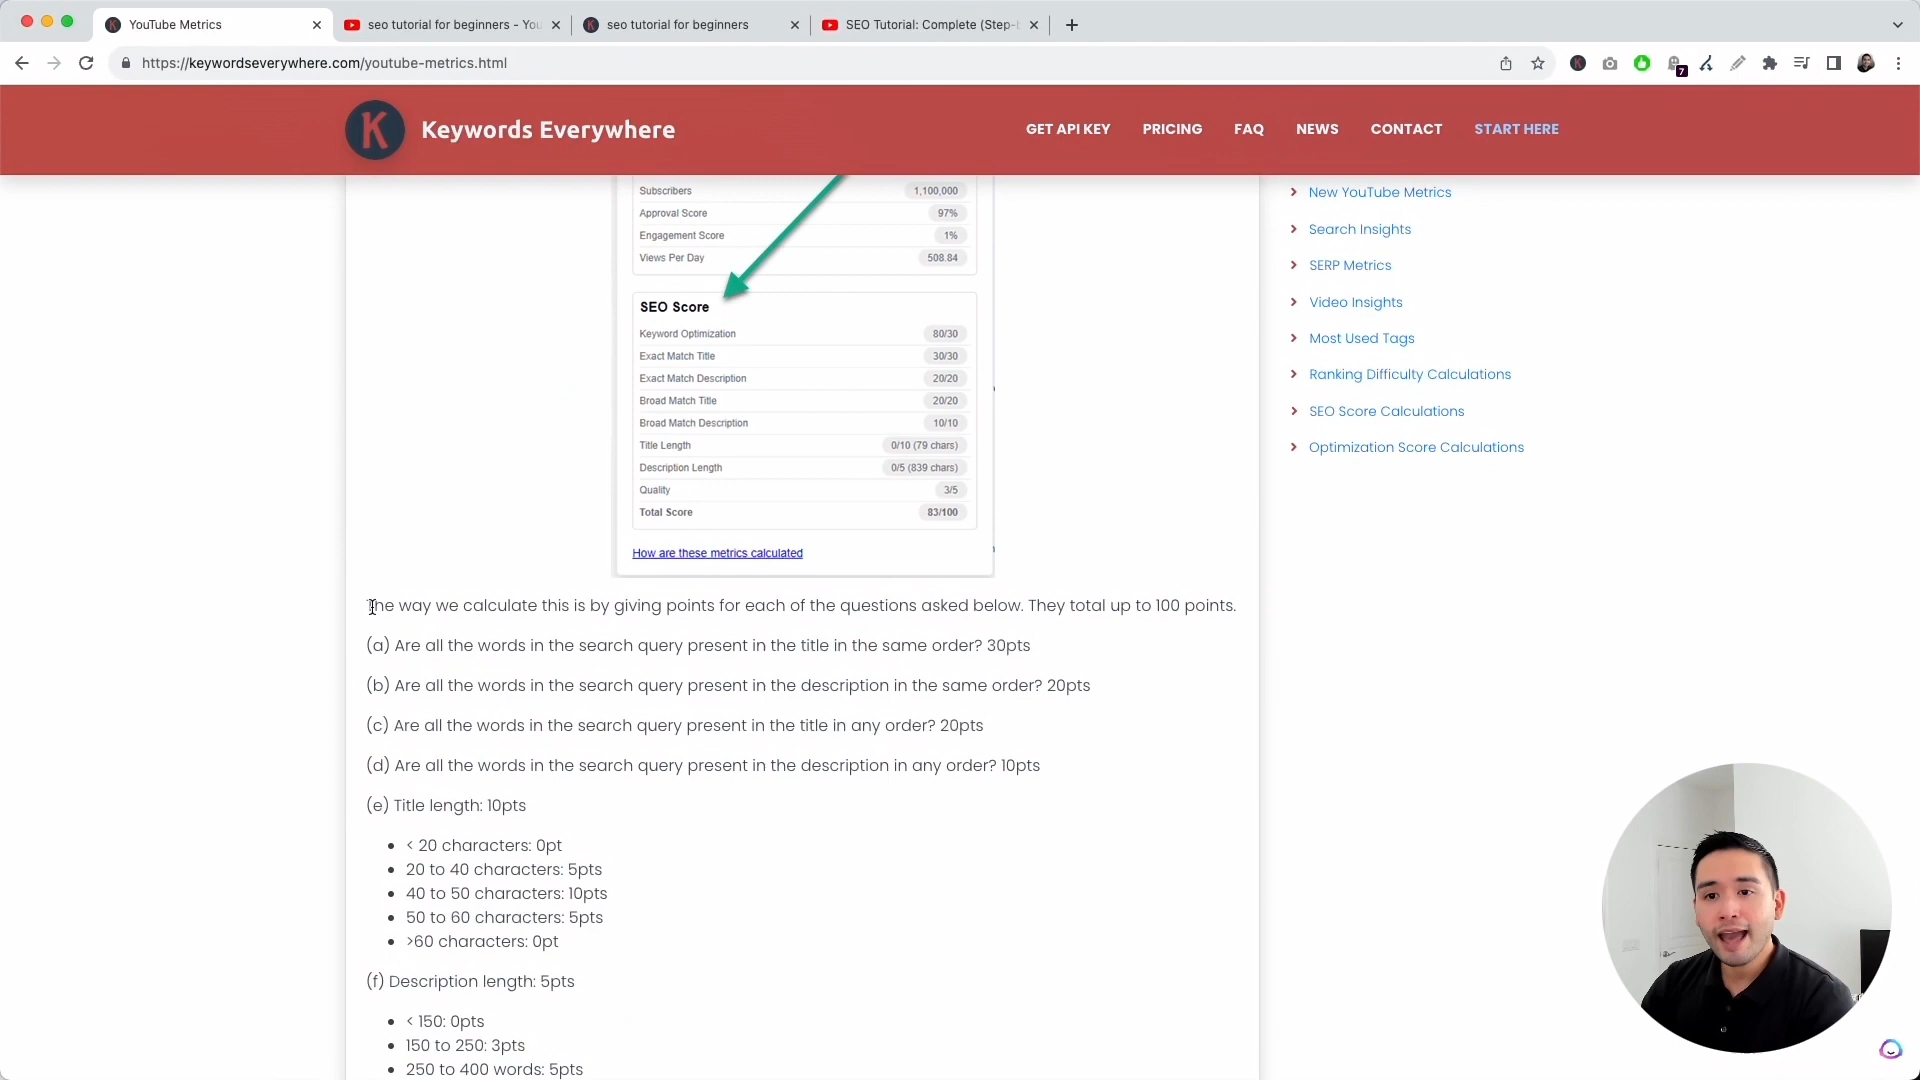 YouTube Metrics
seo tutorial for beginners - You
seo tutorial for beginners
SEO Tutorial: Complete (Step-
https://keywordseverywhere.com/youtube-metrics.html
7
K
Keywords Everywhere
GET API KEY
PRICING
FAQ
NEWS
CONTACT
START HERE
Subscribers 1,100,000
Approval Score 97%
Engagement Score 1%
Views Per Day 508.84
SEO Score
Keyword Optimization 80/30
Exact Match Title 30/30
Exact Match Description 20/20
Broad Match Title 20/20
Broad Match Description 10/10
Title Length 0/10 (79 chars)
Description Length 0/5 (839 chars)
Quality 3/5
Total Score 83/100
How are these metrics calculated
The way we calculate this is by giving points for each of the questions asked below. They total up to 100 points.
(a) Are all the words in the search query present in the title in the same order? 30pts
(b) Are all the words in the search query present in the description in the same order? 20pts
(c) Are all the words in the search query present in the title in any order? 20pts
(d) Are all the words in the search query present in the description in any order? 10pts
(e) Title length: 10pts
• < 20 characters: 0pt
• 20 to 40 characters: 5pts
• 40 to 50 characters: 10pts
• 50 to 60 characters: 5pts
• >60 characters: 0pt
(f) Description length: 5pts
• < 150: 0pts
• 150 to 250: 3pts
• 250 to 400 words: 5pts
New YouTube Metrics
Search Insights
SERP Metrics
Video Insights
Most Used Tags
Ranking Difficulty Calculations
SEO Score Calculations
Optimization Score Calculations